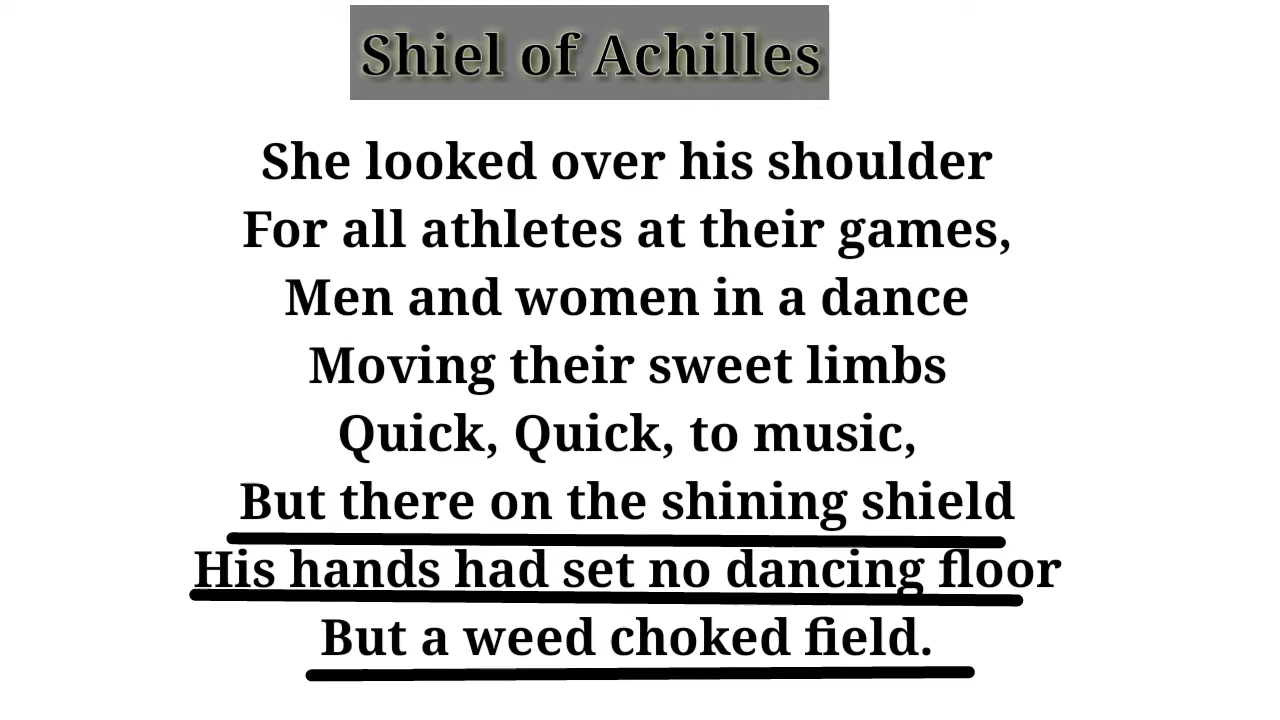 Shiel of Achilles
She looked over his shoulder
For all athletes at their games,
Men and women in a dance
Moving their sweet limbs
Quick, Quick, to music,
But there on the shining shield
His hands had set no dancing floor
But a weed choked field.